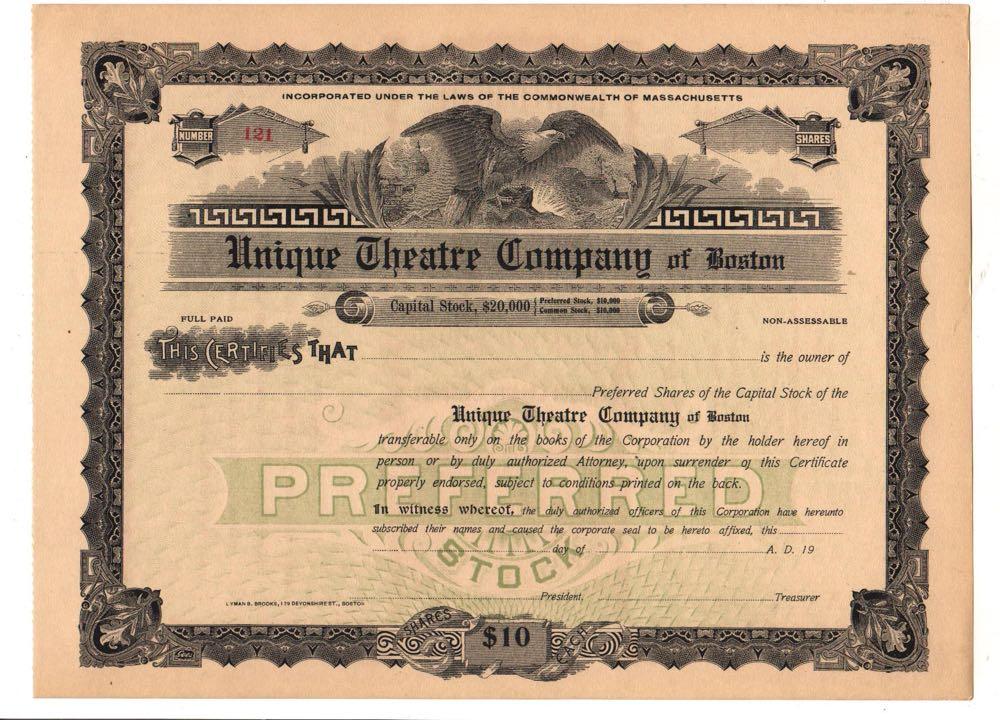 INCORPORATED UNDER THE LAWS OF THE COMMONWEALTH OF MASSACHUSETTS
NUMBER 121 SHARES
Unique Theatre Company of Boston
Capital Stock, $20,000 { Preferred Stock, $10,000
Common Stock, $10,000
FULL PAID NON-ASSESSABLE
THIS CERTIFIES THAT is the owner of
Preferred Shares of the Capital Stock of the
Unique Theatre Company of Boston
transferable only on the books of the Corporation by the holder hereof in
person or by duly authorized Attorney, upon surrender of this Certificate
properly endorsed, subject to conditions printed on the back.
PREFERRED
In witness whereof, the duly authorized officers of this Corporation have hereunto
subscribed their names and caused the corporate seal to be hereto affixed, this
day of A. D. 19
STOCK
President, Treasurer
LYMAN B. BROOKS, 179 DEVONSHIRE ST., BOSTON
SHARES $10 EACH